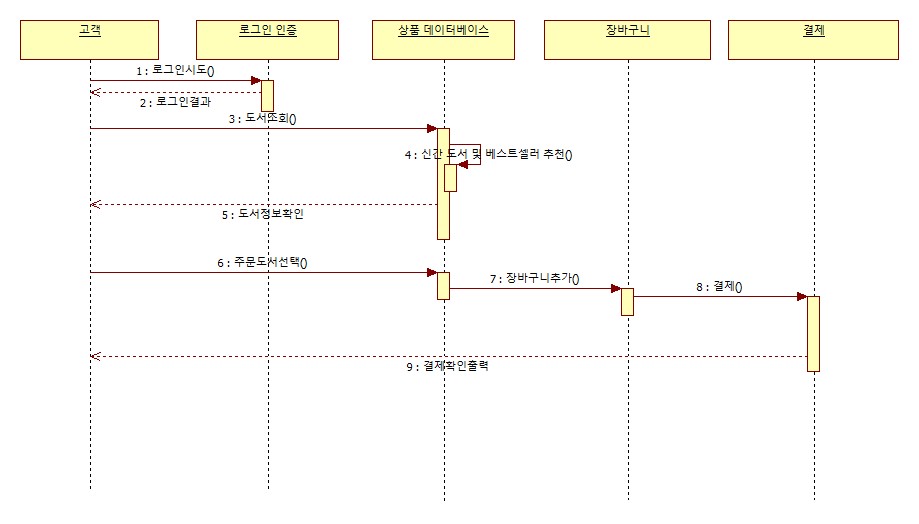 고객
로그인 인증
상품 데이터베이스
장바구니
결제
1 : 로그인시도()
2 : 로그인결과
3 : 도서조회()
4 : 신간 도서 및 베스트셀러 추천()
5 : 도서정보확인
6 : 주문도서선택()
7 : 장바구니추가()
8 : 결제()
9 : 결제확인출력